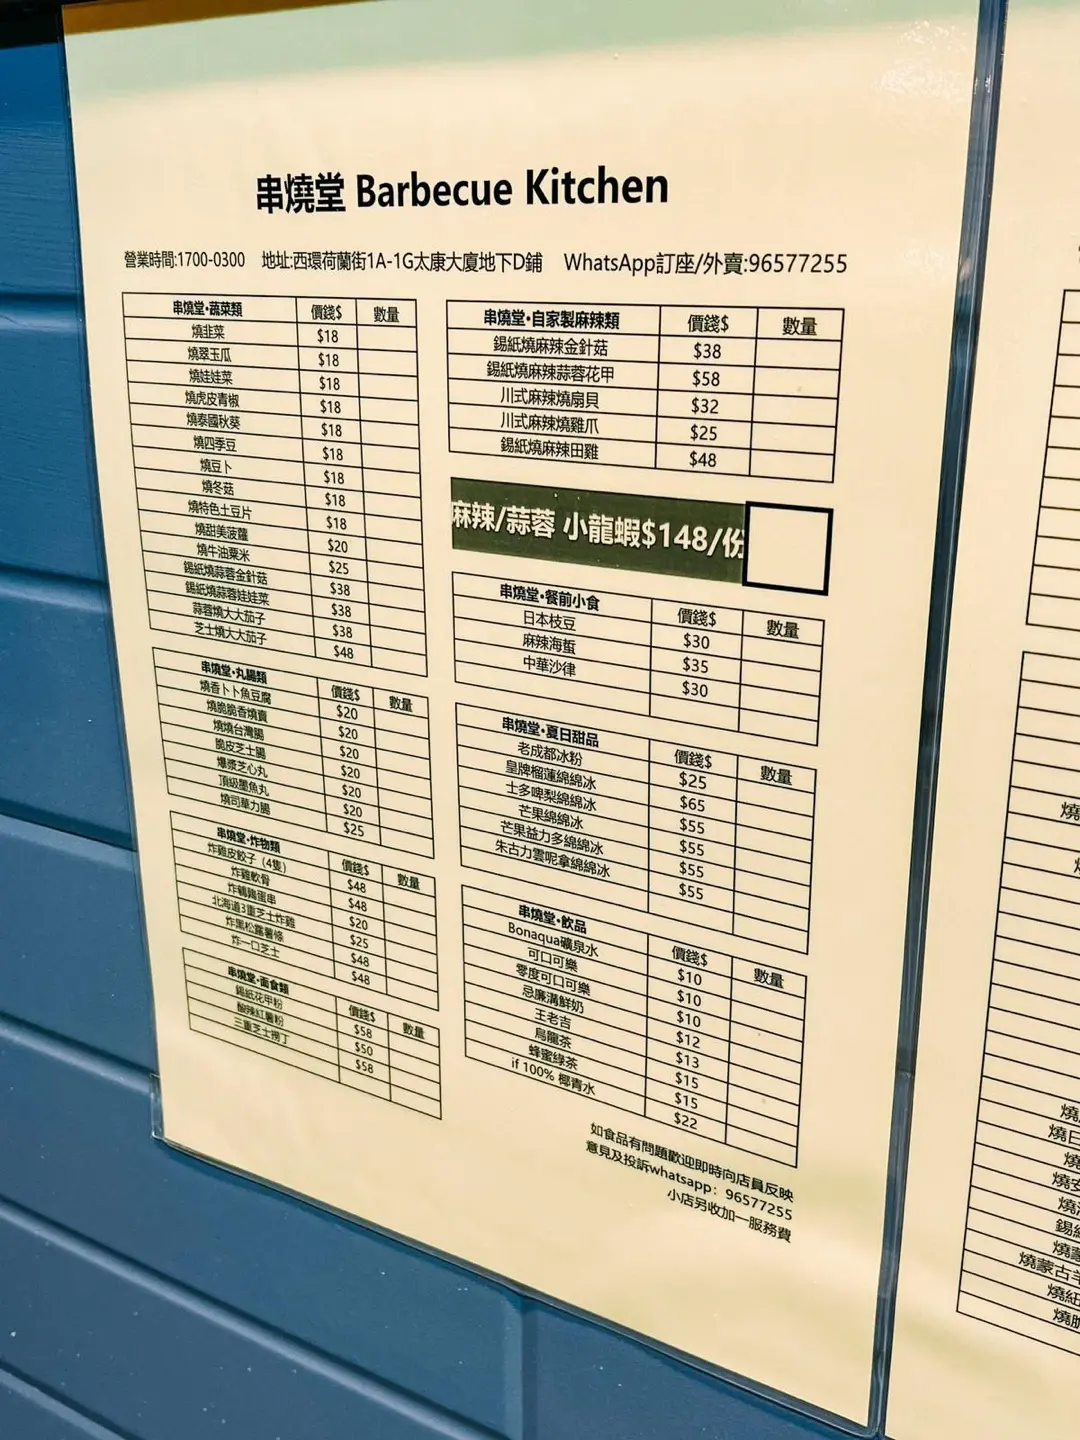 串燒堂 Barbecue Kitchen
營業時間:1700-0300 地址:西環荷蘭街1A-1G太康大廈地下D鋪 WhatsApp訂座/外賣:96577255
串燒堂•蔬菜類 價錢$ 數量
燒韭菜 $18
燒翠玉瓜 $18
燒娃娃菜 $18
燒虎皮青椒 $18
燒泰國秋葵 $18
燒四季豆 $18
燒豆卜 $18
燒冬菇 $18
燒特色土豆片 $18
燒甜美菠蘿 $20
燒牛油粟米 $25
錫紙燒蒜蓉金針菇 $38
錫紙燒蒜蓉娃娃菜 $38
蒜蓉燒大大茄子 $38
芝士燒大大茄子 $48
串燒堂•丸腸類 價錢$ 數量
燒香卜卜魚豆腐 $20
燒脆脆香燒賣 $20
燒燒台灣腸 $20
脆皮芝士腸 $20
爆漿芝心丸 $20
頂級墨魚丸 $20
燒司華力腸 $25
串燒堂•炸物類 價錢$ 數量
炸雞皮餃子（4隻） $48
炸雞軟骨 $48
炸鵪鶉蛋串 $20
北海道3重芝士炸雞 $25
炸黑松露薯條 $48
炸一口芝士 $48
串燒堂•面食類 價錢$ 數量
錫紙花甲粉 $58
酸辣紅薯粉 $50
三重芝士撈丁 $58
串燒堂•自家製麻辣類 價錢$ 數量
錫紙燒麻辣金針菇 $38
錫紙燒麻辣蒜蓉花甲 $58
川式麻辣燒扇貝 $32
川式麻辣燒雞爪 $25
錫紙燒麻辣田雞 $48
麻辣/蒜蓉 小龍蝦$148/份
串燒堂•餐前小食 價錢$ 數量
日本枝豆 $30
麻辣海蜇 $35
中華沙律 $30
串燒堂•夏日甜品 價錢$ 數量
老成都冰粉 $25
皇牌榴蓮綿綿冰 $65
士多啤梨綿綿冰 $55
芒果綿綿冰 $55
芒果益力多綿綿冰 $55
朱古力雲呢拿綿綿冰 $55
串燒堂•飲品 價錢$ 數量
Bonaqua礦泉水 $10
可口可樂 $10
零度可口可樂 $10
忌廉溝鮮奶 $12
王老吉 $13
烏龍茶 $15
蜂蜜綠茶 $15
if 100% 椰青水 $22
如食品有問題歡迎即時向店員反映
意見及投訴whatsapp：96577255
小店另收加一服務費
燒日
燒蒙古羊